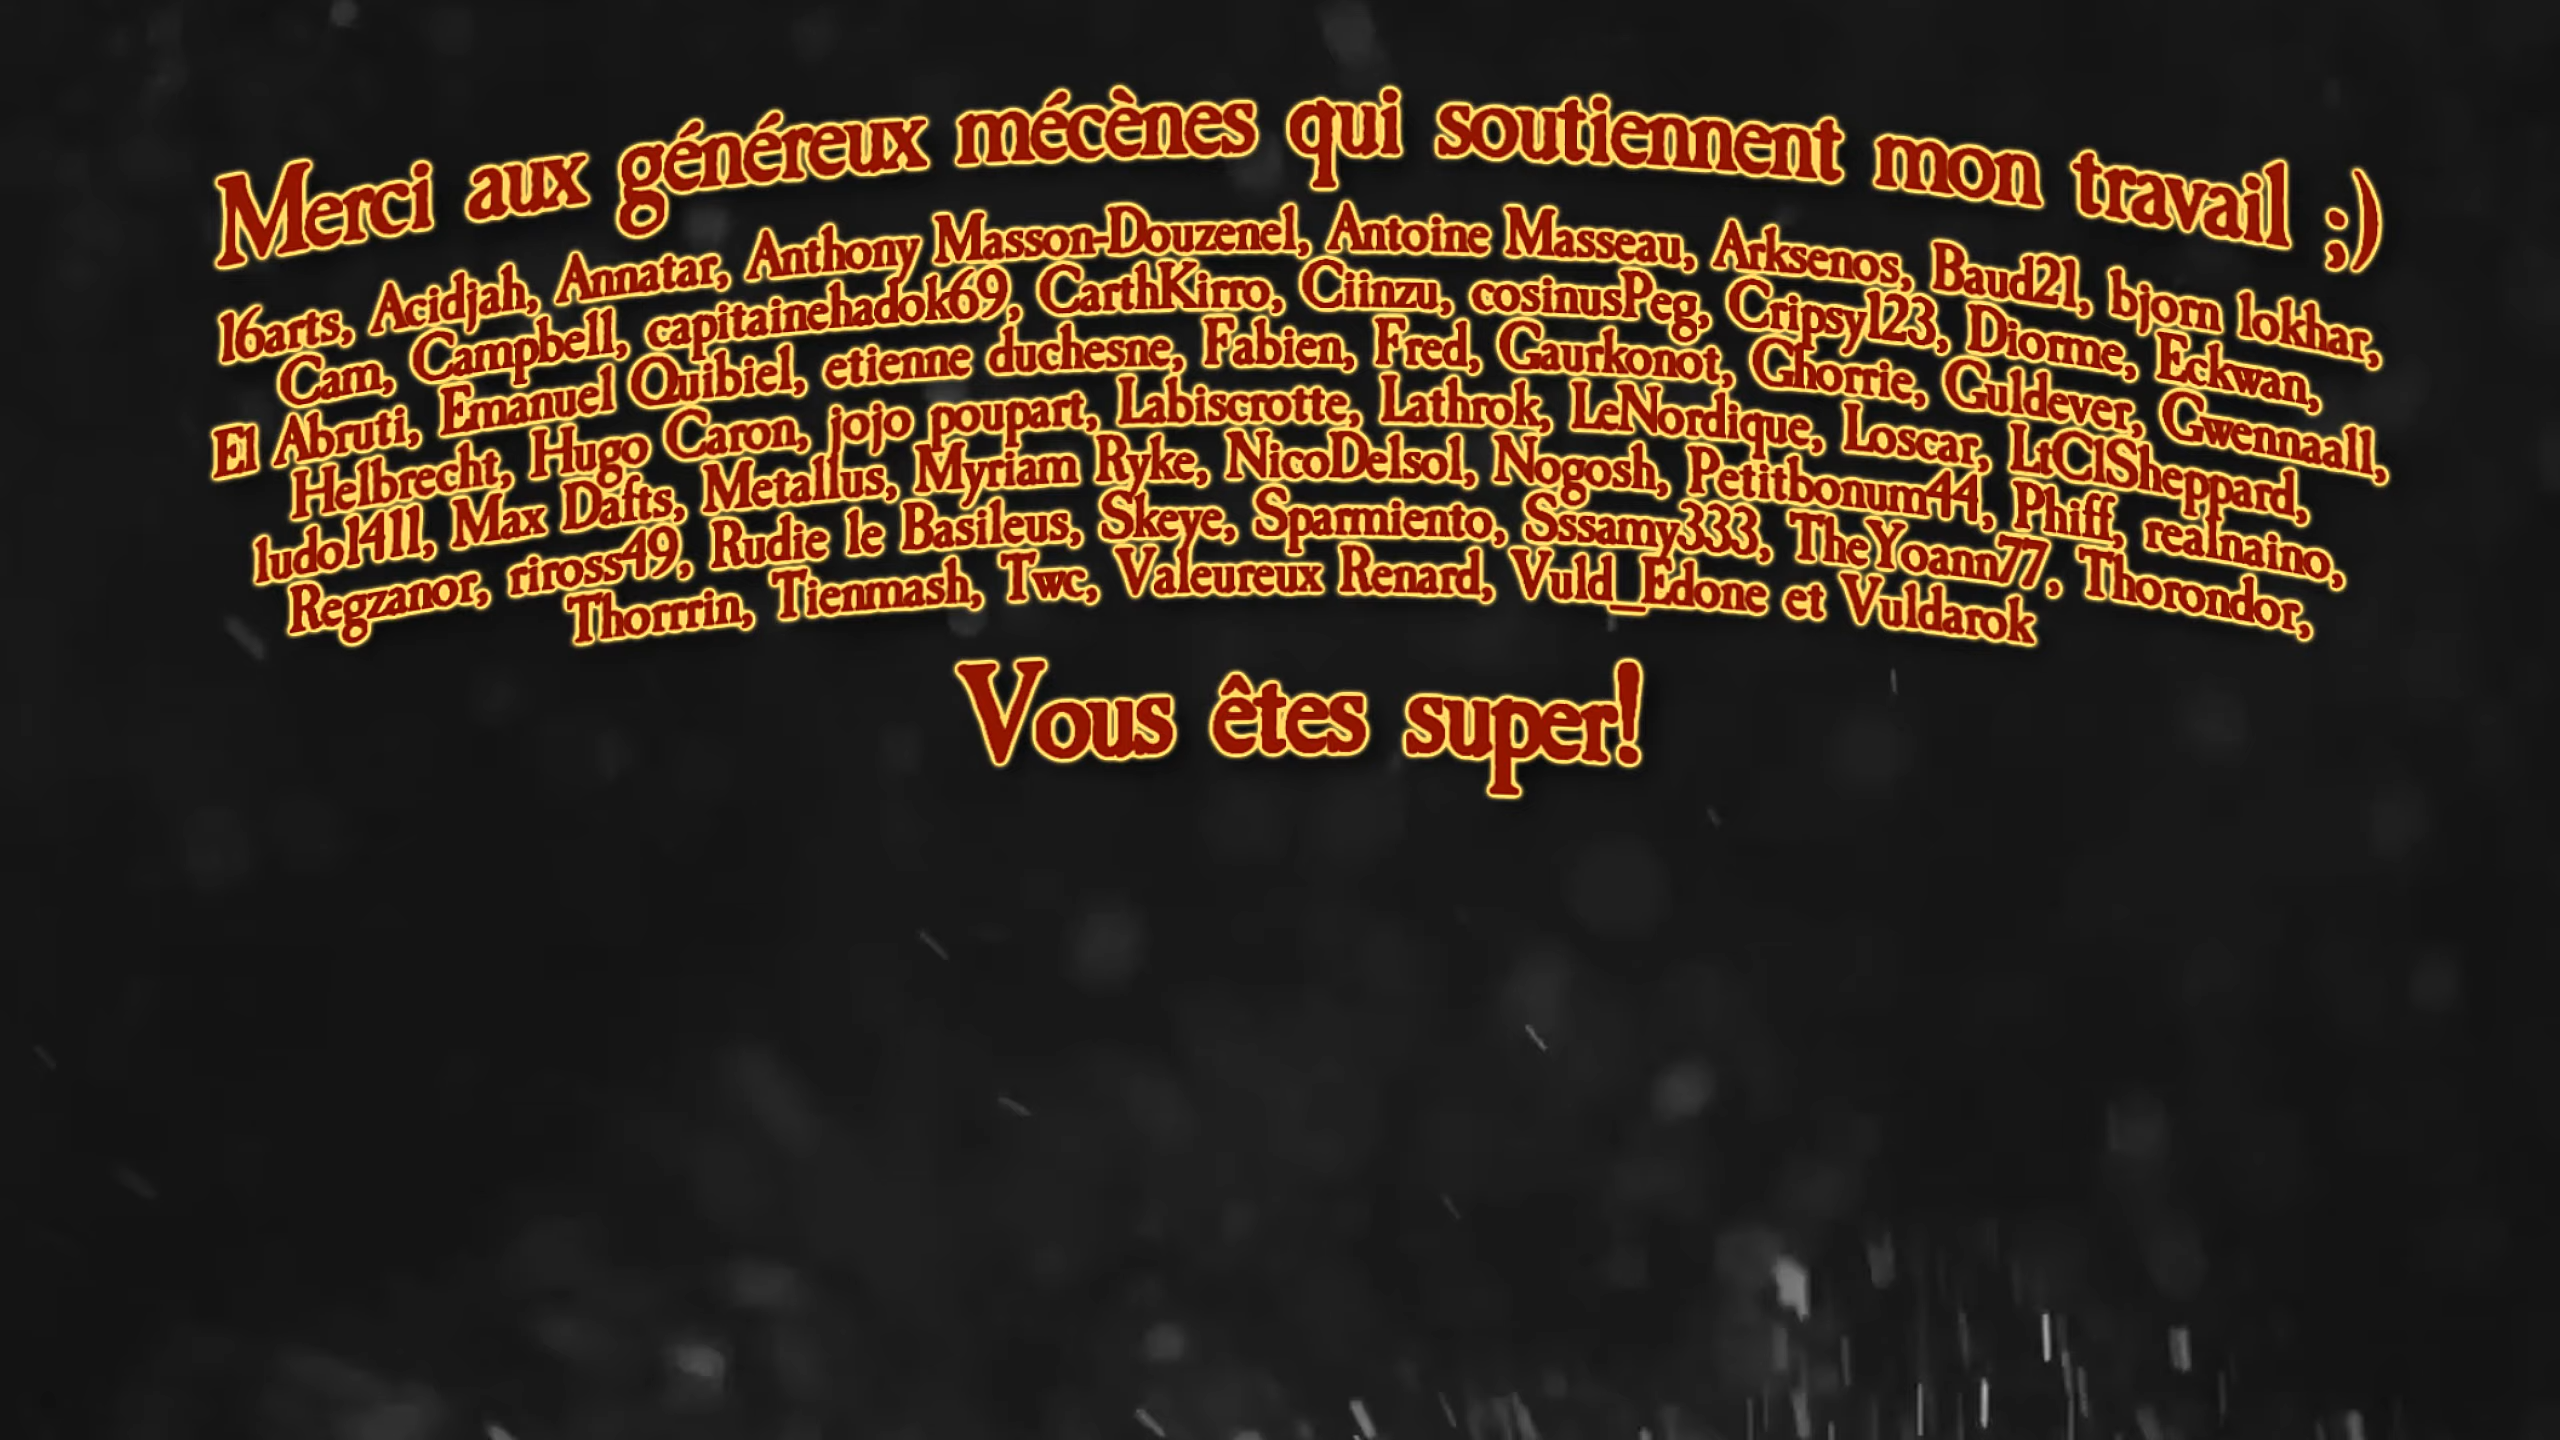 Merci aux généreux mécènes qui soutiennent mon travail ;)
16arts, Acidjah, Annatar, Anthony Masson-Douzenel, Antoine Masseau, Arksenos, Baud21, bjorn lokhar,
Cam, Campbell, capitainehadok69, CarthKirro, Ciinzu, cosinusPeg, Cripsy123, Diorme, Eckwan,
El Abruti, Emanuel Quibiel, etienne duchesne, Fabien, Fred, Gaurkonot, Ghorrie, Guldever, Gwennaall,
Helbrecht, Hugo Caron, jojo poupart, Labiscrotte, Lathrok, LeNordique, Loscar, LtClSheppard,
ludo1411, Max Dafts, Metallus, Myriam Ryke, NicoDelsol, Nogosh, Petitbonum44, Phiff, realnaino,
Regzanor, riross49, Rudie le Basileus, Skeye, Sparmiento, Sssamy333, TheYoann77, Thorondor,
Thorrrin, Tienmash, Twc, Valeureux Renard, Vuld_Edone et Vuldarok
Vous êtes super!